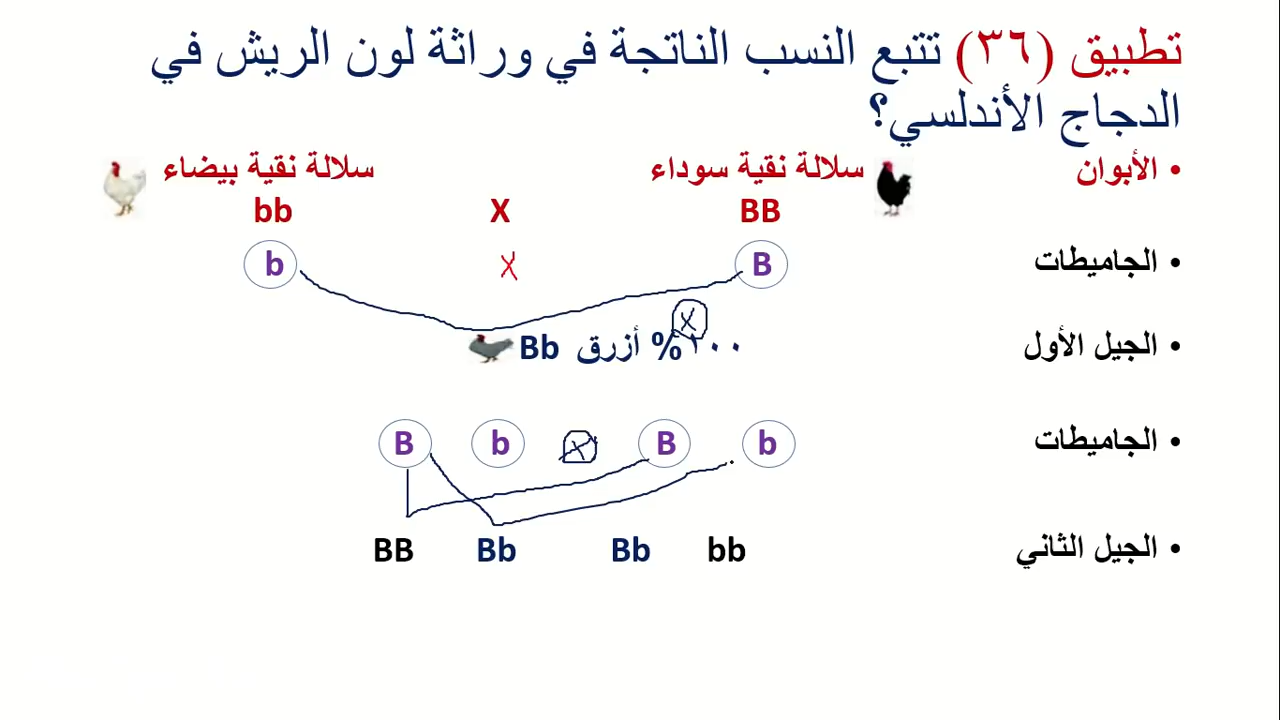 تطبيق (٣٦) تتبع النسب الناتجة في وراثة لون الريش في
الدجاج الأندلسي؟
• الأبوان سلالة نقية سوداء سلالة نقية بيضاء
BB X bb
• الجاميطات B X b
x
• الجيل الأول ١٠٠% أزرق Bb
• الجاميطات B b x B b
• الجيل الثاني BB Bb Bb bb